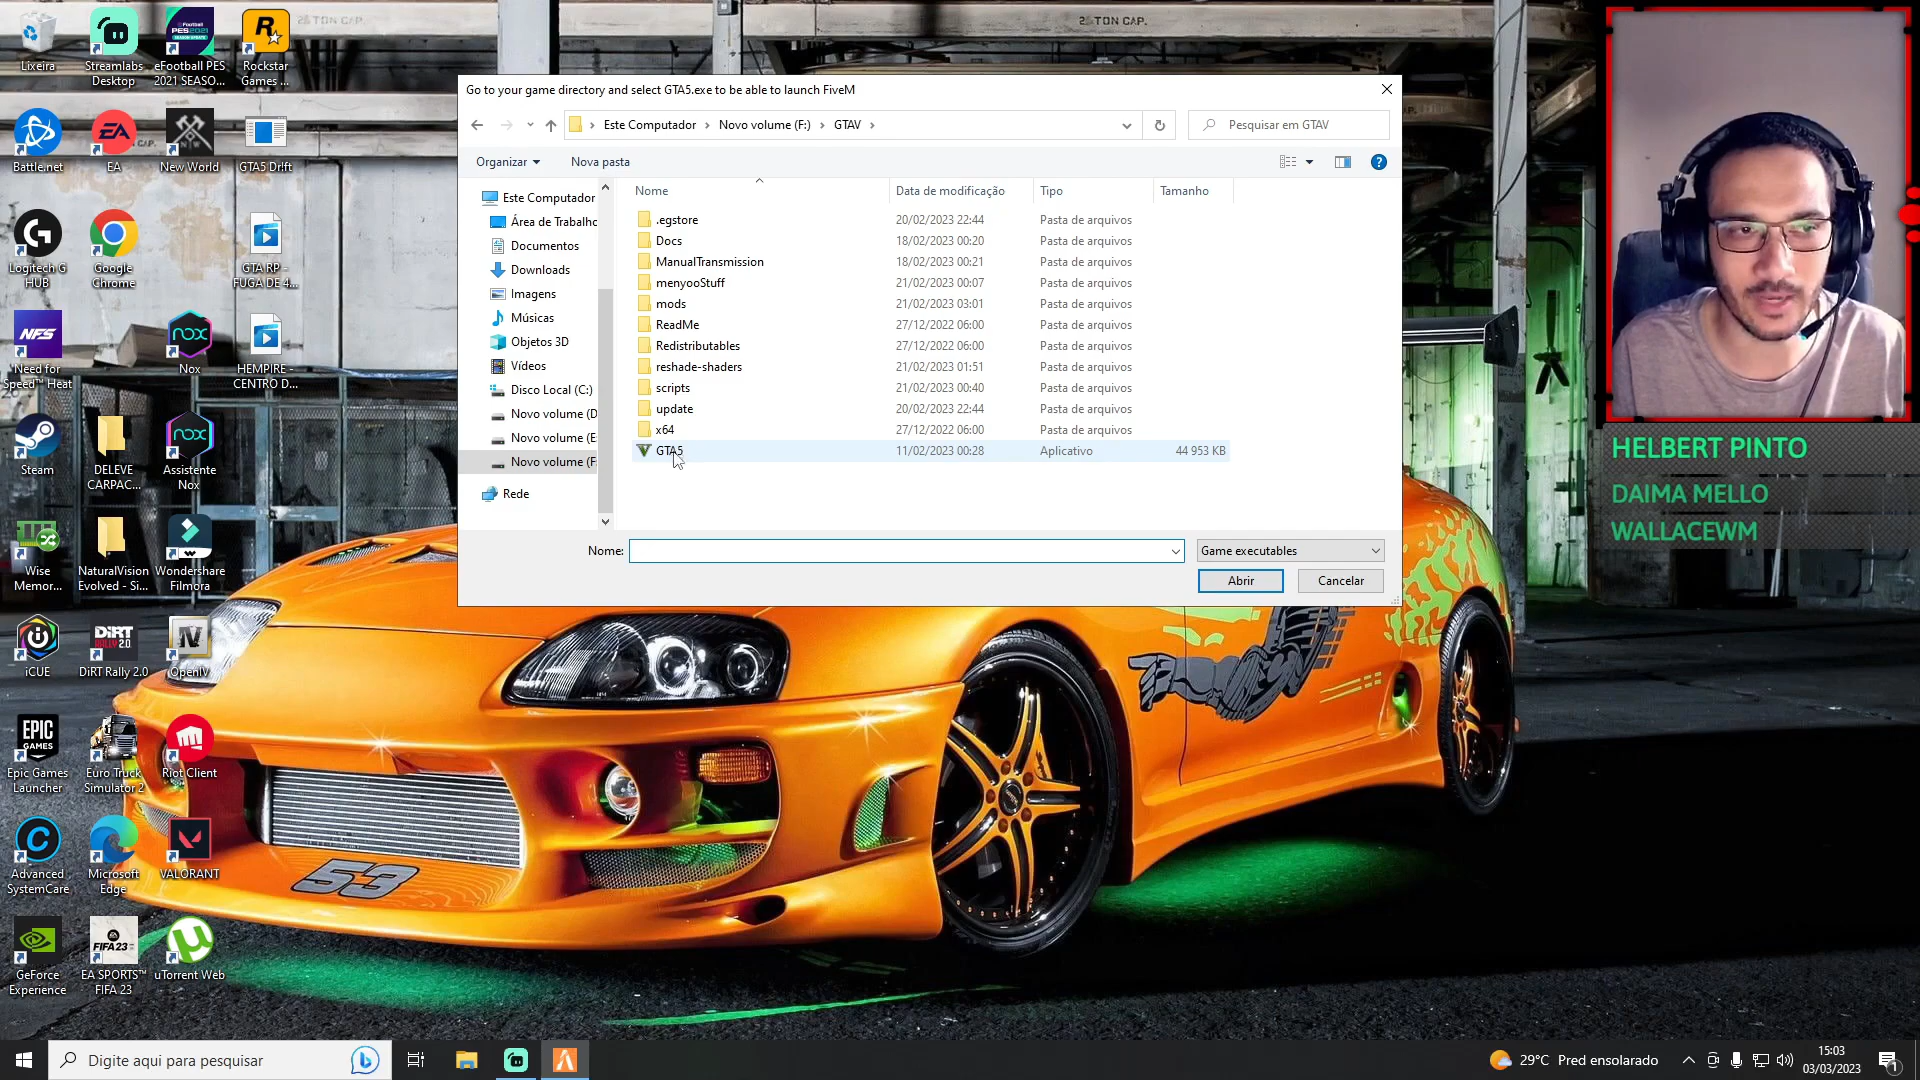 2 TON CAP.
TON CAP.
Lixeira
Streamlabs
Desktop
eFootball PES
2021 SEASO...
Rockstar
Games ...
Battle.net
EA
New World
GTA5 Dr!ft
Logitech G
HUB
Google
Chrome
GTA RP -
FUGA DE 4...
Need for
Speed™ Heat
Nox
HEMPIRE -
CENTRO D...
Steam
DELEVE
CARPAC...
Assistente
Nox
Wise
Memor...
NaturalVision
Evolved - Si...
Wondershare
Filmora
iCUE
DiRT Rally 2.0
OpenIV
Epic Games
Launcher
Euro Truck
Simulator 2
Riot Client
Advanced
SystemCare
Microsoft
Edge
VALORANT
GeForce
Experience
EA SPORTS™
FIFA 23
uTorrent Web
53
Go to your game directory and select GTA5.exe to be able to launch FiveM
Este Computador > Novo volume (F:) > GTAV >
Pesquisar em GTAV
Organizar
Nova pasta
Este Computador
Área de Trabalho
Documentos
Downloads
Imagens
Músicas
Objetos 3D
Vídeos
Disco Local (C:)
Novo volume (D
Novo volume (E
Novo volume (F
Rede
Nome Data de modificação Tipo Tamanho
.egstore 20/02/2023 22:44 Pasta de arquivos
Docs 18/02/2023 00:20 Pasta de arquivos
ManualTransmission 18/02/2023 00:21 Pasta de arquivos
menyooStuff 21/02/2023 00:07 Pasta de arquivos
mods 21/02/2023 03:01 Pasta de arquivos
ReadMe 27/12/2022 06:00 Pasta de arquivos
Redistributables 27/12/2022 06:00 Pasta de arquivos
reshade-shaders 21/02/2023 01:51 Pasta de arquivos
scripts 21/02/2023 00:40 Pasta de arquivos
update 20/02/2023 22:44 Pasta de arquivos
x64 27/12/2022 06:00 Pasta de arquivos
GTA5 11/02/2023 00:28 Aplicativo 44 953 KB
Nome:
Game executables
Abrir
Cancelar
HELBERT PINTO
DAIMA MELLO
WALLACEWM
Digite aqui para pesquisar
29°C Pred ensolarado
15:03
03/03/2023
1